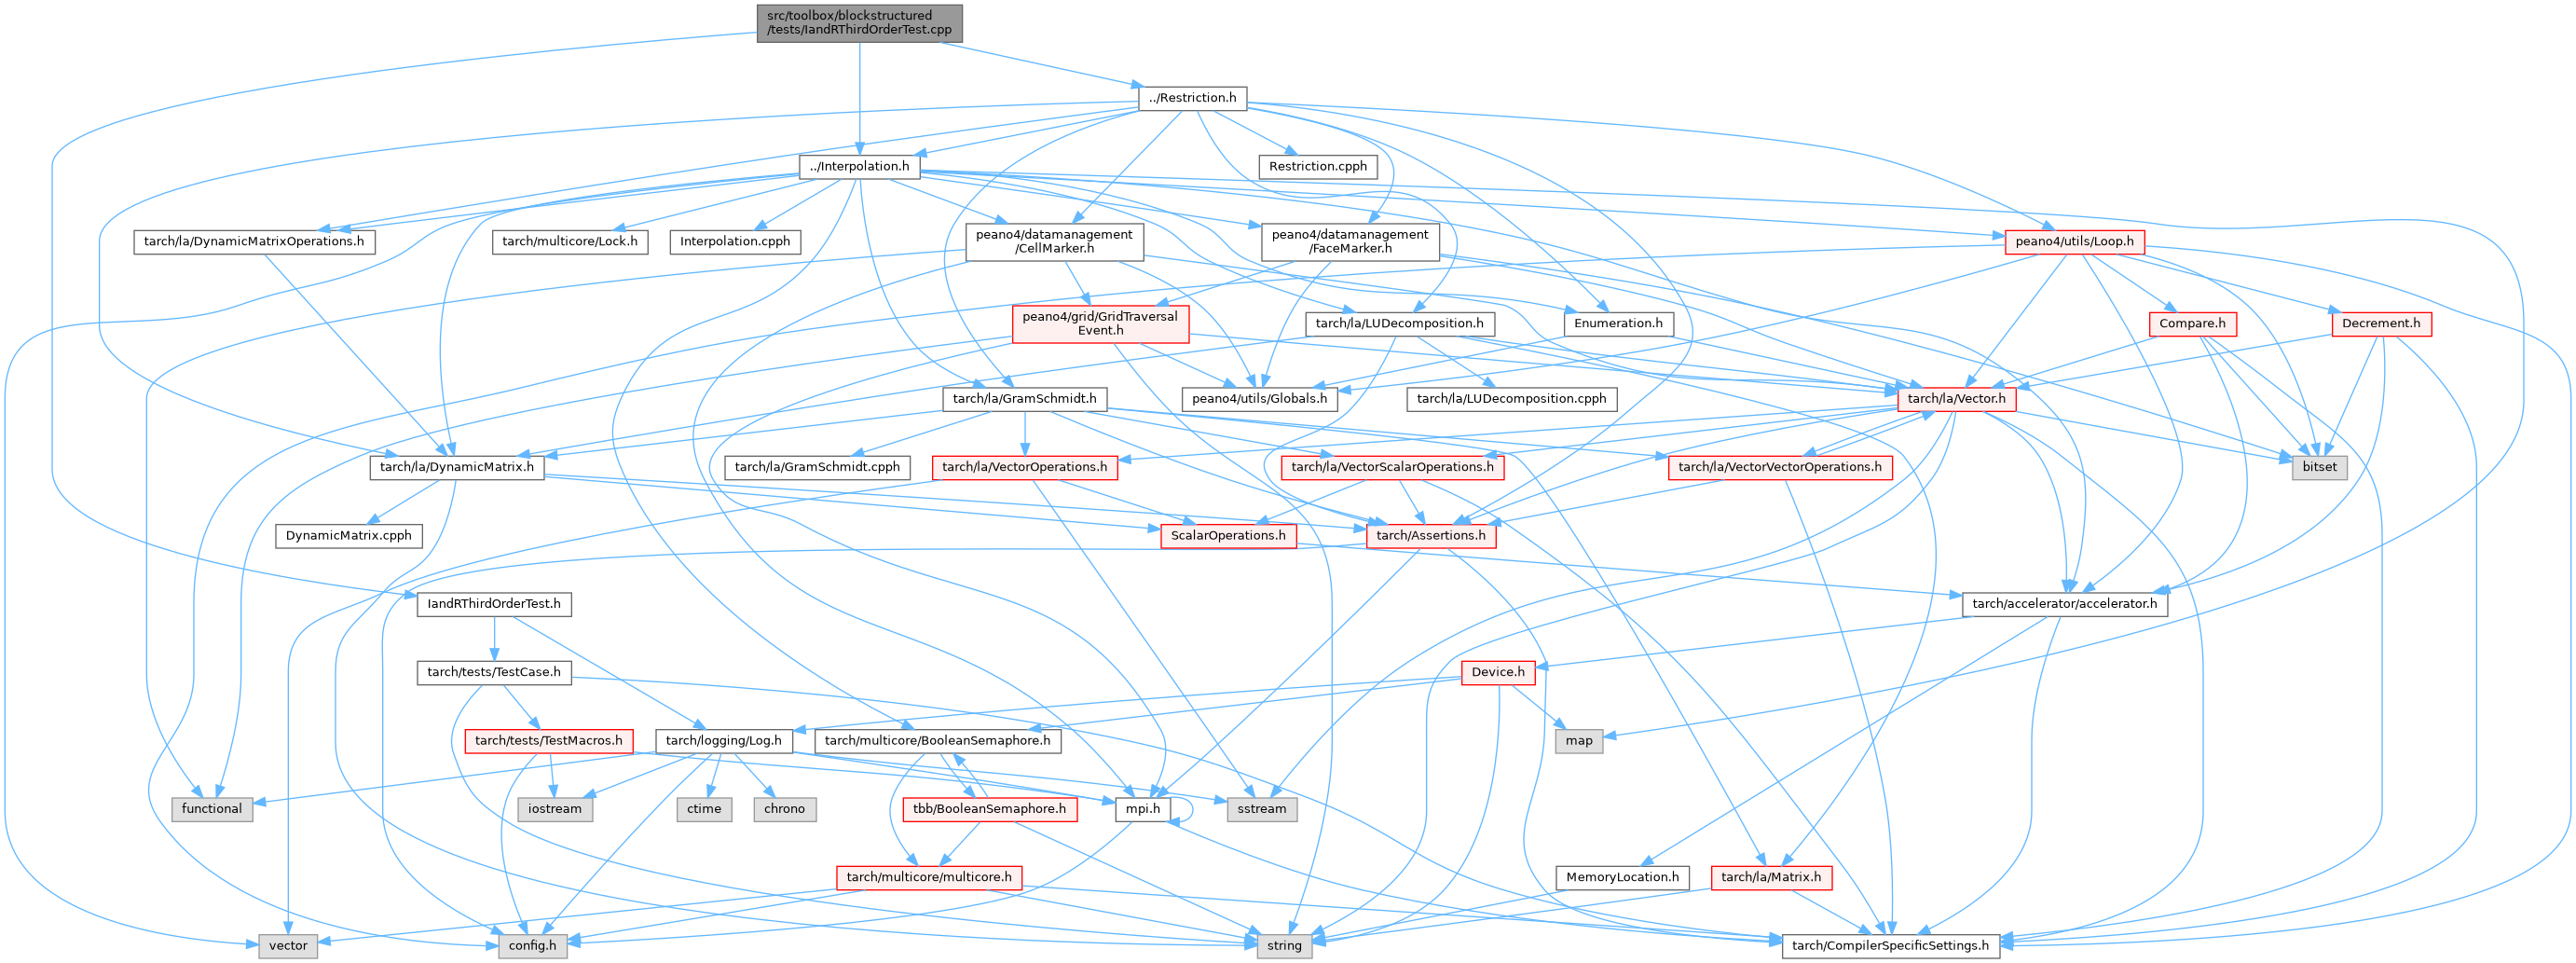 src/toolbox/blockstructured
/tests/IandRThirdOrderTest.cpp
../Restriction.h
../Interpolation.h
Restriction.cpph
tarch/la/DynamicMatrixOperations.h
tarch/multicore/Lock.h
Interpolation.cpph
peano4/datamanagement
/CellMarker.h
peano4/datamanagement
/FaceMarker.h
peano4/utils/Loop.h
peano4/grid/GridTraversal
Event.h
tarch/la/LUDecomposition.h
Enumeration.h
Compare.h
Decrement.h
tarch/la/GramSchmidt.h
peano4/utils/Globals.h
tarch/la/LUDecomposition.cpph
tarch/la/Vector.h
tarch/la/DynamicMatrix.h
tarch/la/GramSchmidt.cpph
tarch/la/VectorOperations.h
tarch/la/VectorScalarOperations.h
tarch/la/VectorVectorOperations.h
bitset
DynamicMatrix.cpph
ScalarOperations.h
tarch/Assertions.h
IandRThirdOrderTest.h
tarch/accelerator/accelerator.h
tarch/tests/TestCase.h
Device.h
tarch/tests/TestMacros.h
tarch/logging/Log.h
tarch/multicore/BooleanSemaphore.h
map
functional
iostream
ctime
chrono
tbb/BooleanSemaphore.h
mpi.h
sstream
tarch/multicore/multicore.h
MemoryLocation.h
tarch/la/Matrix.h
vector
config.h
string
tarch/CompilerSpecificSettings.h